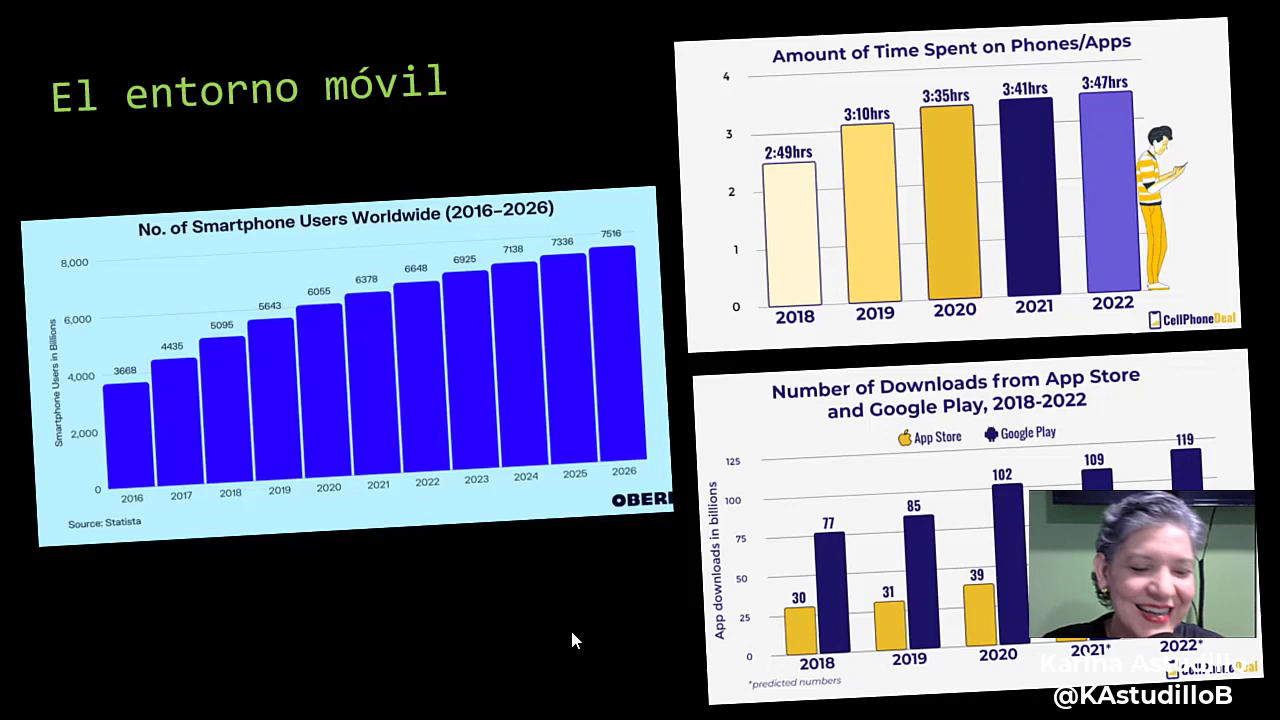 El entorno móvil
No. of Smartphone Users Worldwide (2016–2026)
Smartphone Users in Billions
8,000
6,000
4,000
2,000
0
3668
4435
5095
5643
6055
6378
6648
6925
7138
7336
7516
2016
2017
2018
2019
2020
2021
2022
2023
2024
2025
2026
Source: Statista
Amount of Time Spent on Phones/Apps
4
3
2
1
0
2:49hrs
3:10hrs
3:35hrs
3:41hrs
3:47hrs
2018
2019
2020
2021
2022
CellPhoneDeal
Number of Downloads from App Store
and Google Play, 2018-2022
App Store
Google Play
App downloads in billions
125
100
75
50
25
0
30
77
31
85
39
102
109
119
2018
2019
2020
2021*
2022*
*predicted numbers
Karina
@KAstudilloB